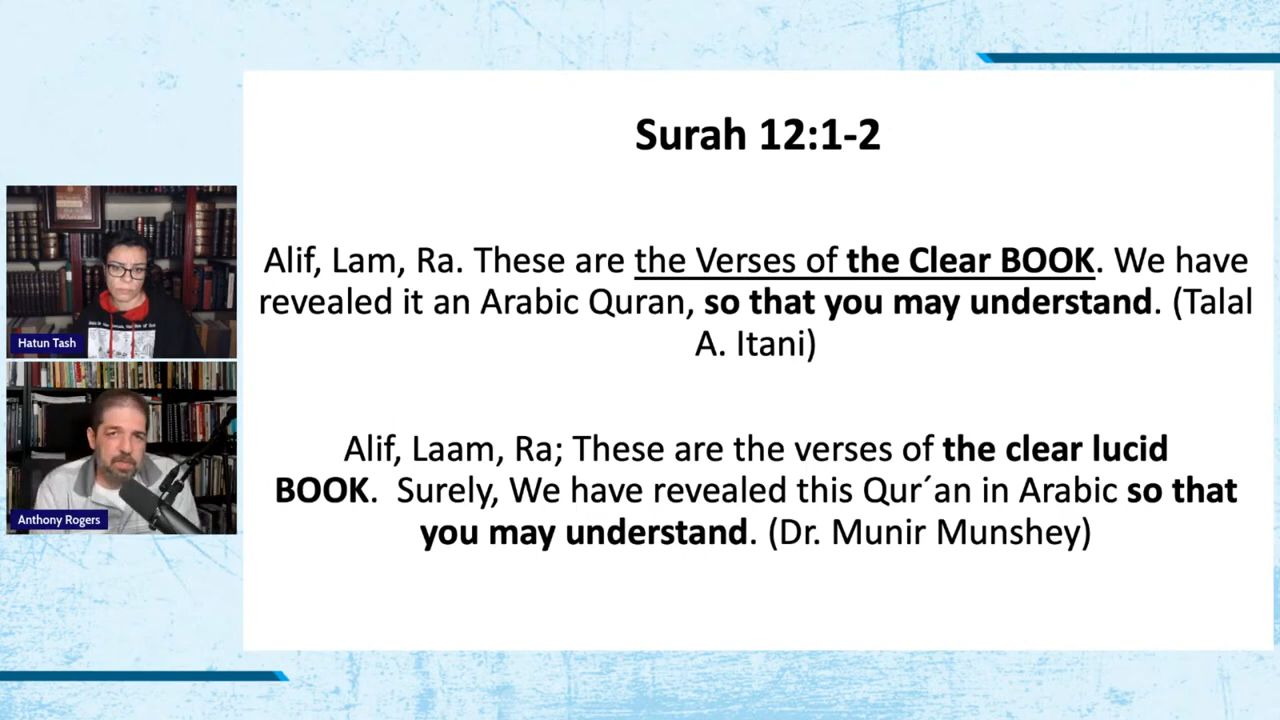 Surah 12:1-2
Alif, Lam, Ra. These are the Verses of the Clear BOOK. We have
revealed it an Arabic Quran, so that you may understand. (Talal
A. Itani)
Alif, Laam, Ra; These are the verses of the clear lucid
BOOK.  Surely, We have revealed this Qur´an in Arabic so that
you may understand. (Dr. Munir Munshey)
Hatun Tash
Anthony Rogers